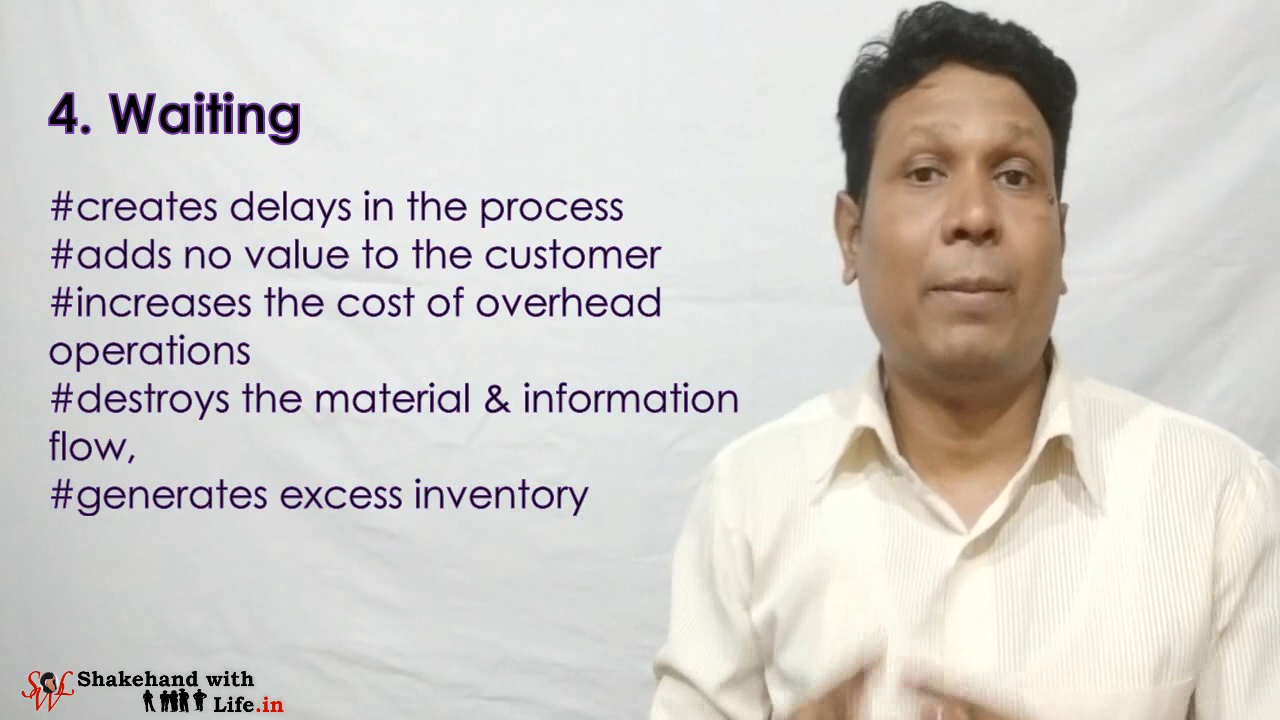 4. Waiting
#creates delays in the process
#adds no value to the customer
#increases the cost of overhead
operations
#destroys the material & information
flow,
#generates excess inventory
SWL
Shakehand with
Life.in